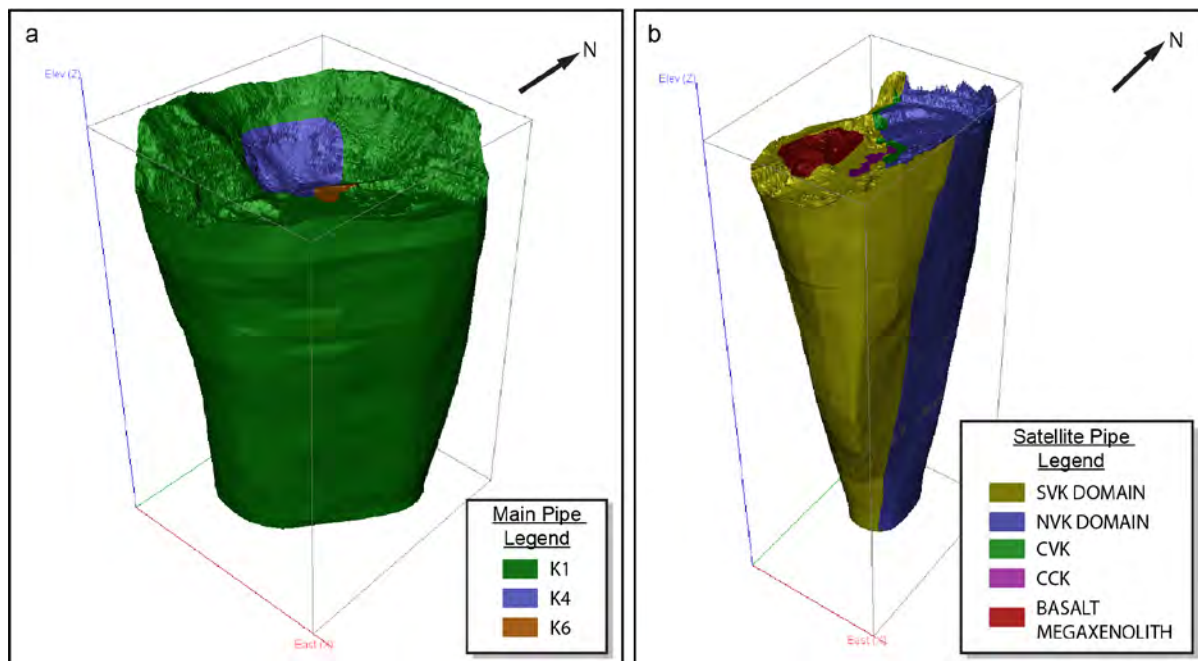 a
N
Elev (Z)
East (X)
Main Pipe
Legend
K1
K4
K6
b
N
Elev (Z)
East (X)
Satellite Pipe
Legend
SVK DOMAIN
NVK DOMAIN
CVK
CCK
BASALT
MEGAXENOLITH